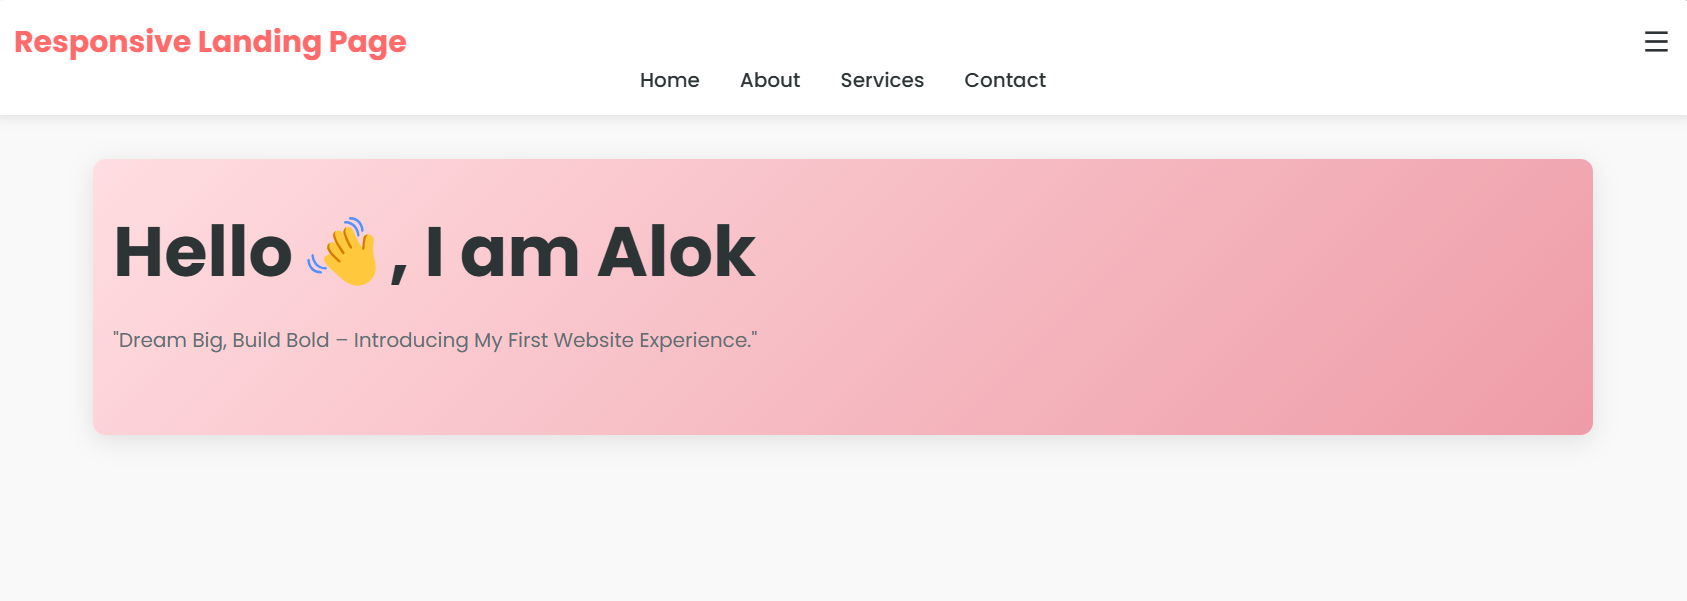 Responsive Landing Page
Home About Services Contact
Hello 👋, I am Alok
"Dream Big, Build Bold – Introducing My First Website Experience."